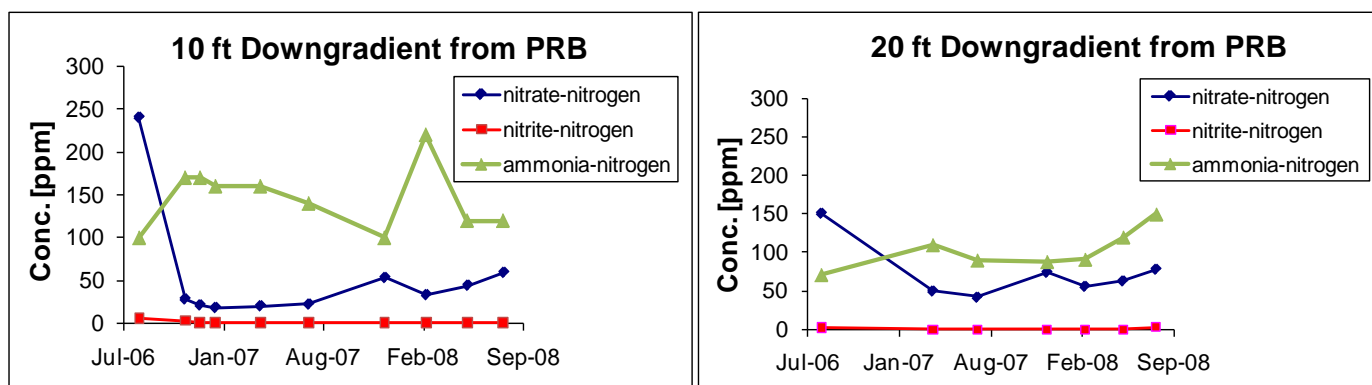 10 ft Downgradient from PRB
300
250
200
150
100
50
0
Conc. [ppm]
nitrate-nitrogen
nitrite-nitrogen
ammonia-nitrogen
Jul-06 Jan-07 Aug-07 Feb-08 Sep-08
20 ft Downgradient from PRB
300
250
200
150
100
50
0
Conc. [ppm]
nitrate-nitrogen
nitrite-nitrogen
ammonia-nitrogen
Jul-06 Jan-07 Aug-07 Feb-08 Sep-08